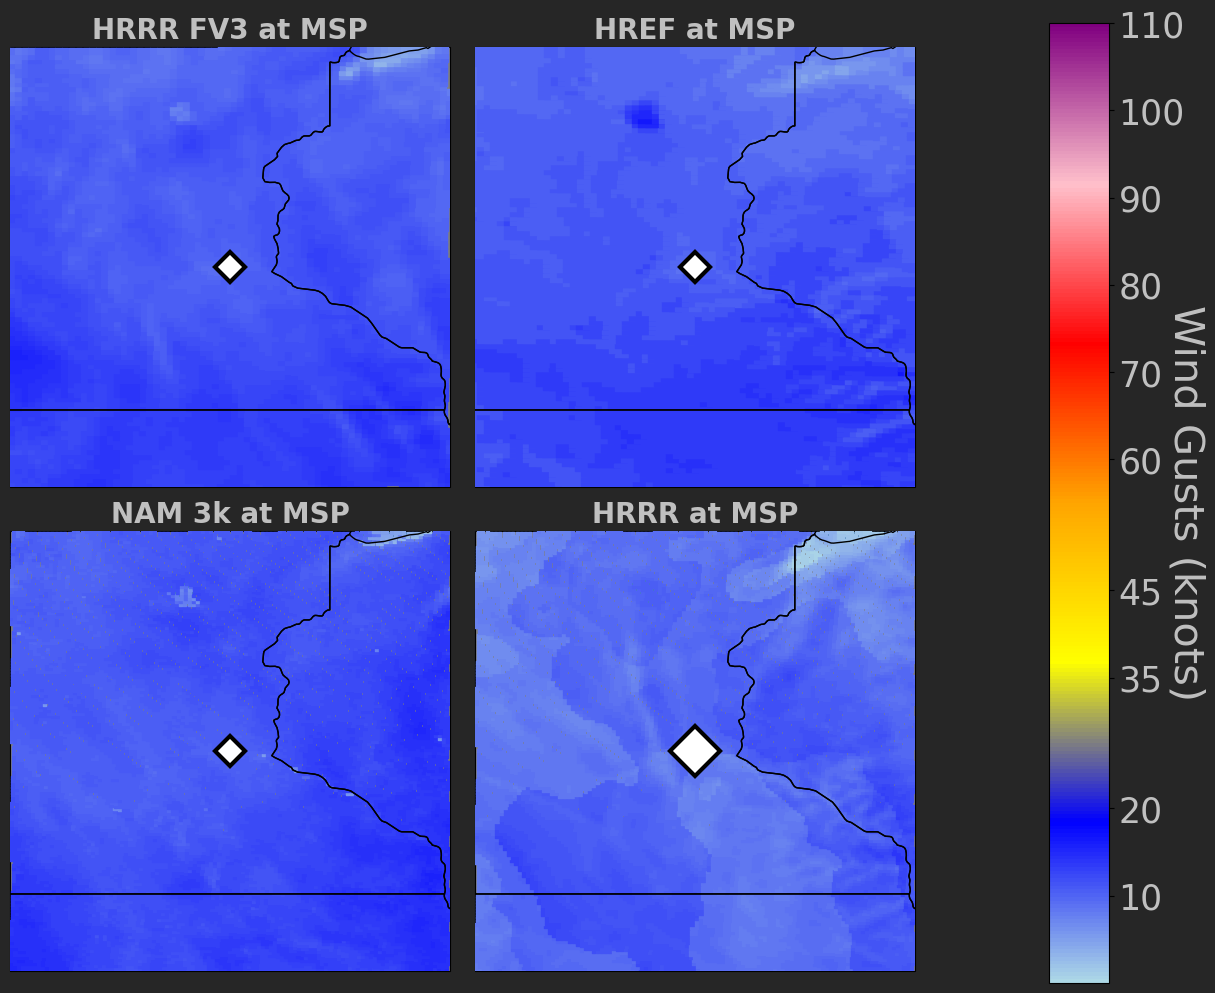 HRRR FV3 at MSP
HREF at MSP
NAM 3k at MSP
HRRR at MSP
110
100
90
80
70
60
45
35
20
10
Wind Gusts (knots)